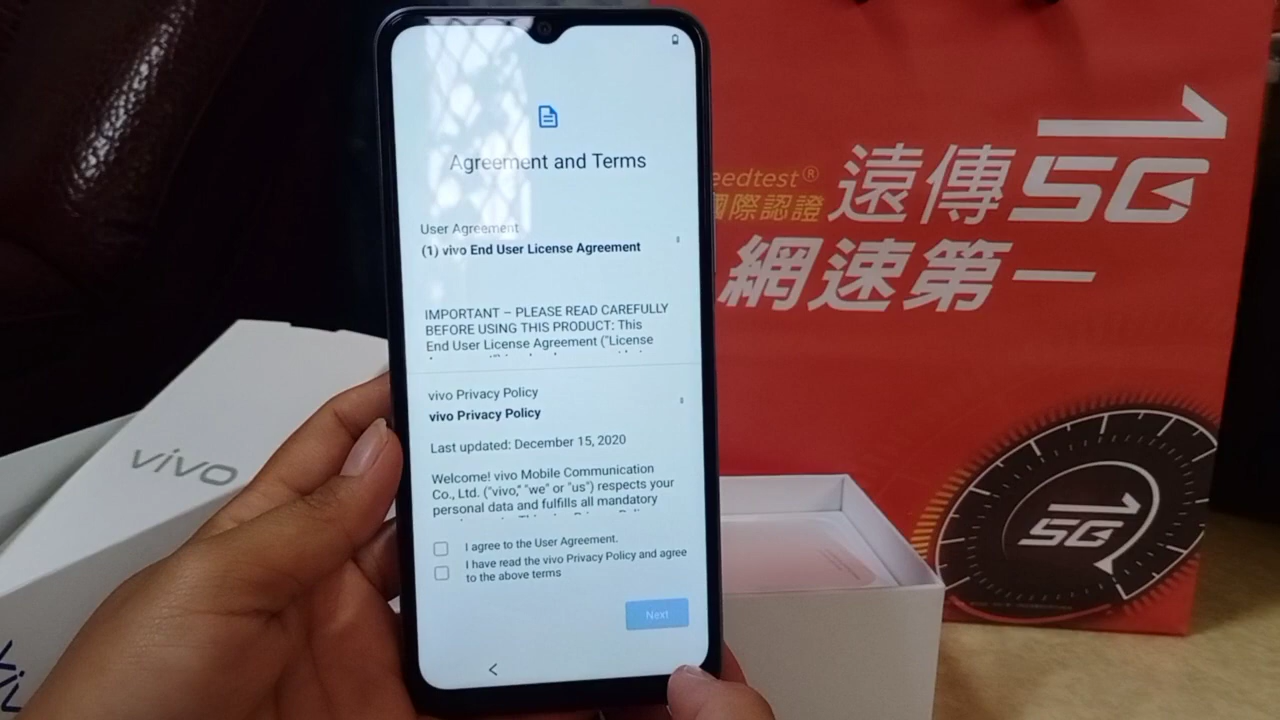 Agreement and Terms
User Agreement
(1) vivo End User License Agreement
IMPORTANT – PLEASE READ CAREFULLY
BEFORE USING THIS PRODUCT: This
End User License Agreement ("License
vivo Privacy Policy
vivo Privacy Policy
Last updated: December 15, 2020
Welcome! vivo Mobile Communication
Co., Ltd. ("vivo," "we" or "us") respects your
personal data and fulfills all mandatory
I agree to the User Agreement.
I have read the vivo Privacy Policy and agree
to the above terms
Next
vivo
eedtest®
國際認證
遠傳5G
網速第一
5G